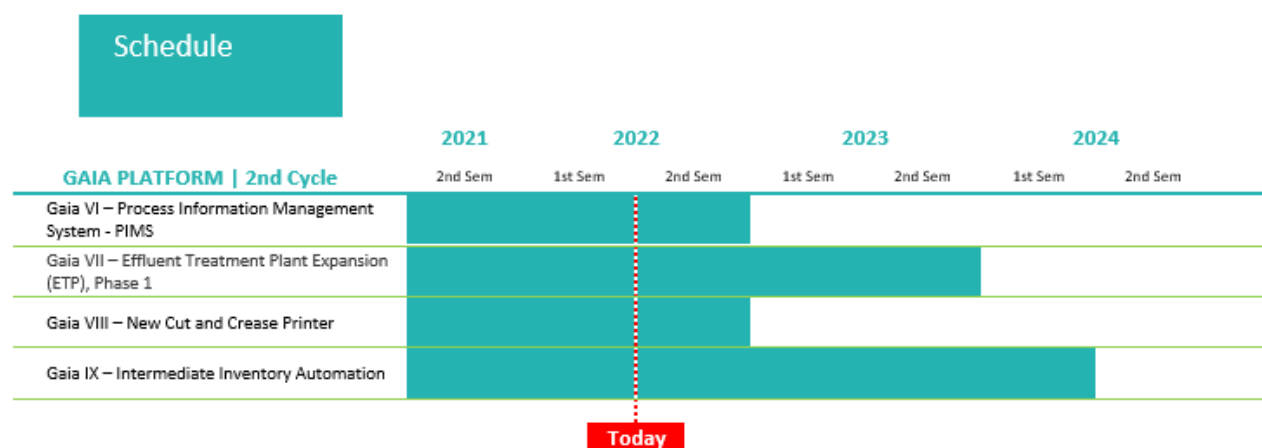 Schedule
2021 2022 2023 2024
GAIA PLATFORM | 2nd Cycle 2nd Sem 1st Sem 2nd Sem 1st Sem 2nd Sem 1st Sem 2nd Sem
Gaia VI – Process Information Management
System - PIMS
Gaia VII – Effluent Treatment Plant Expansion
(ETP), Phase 1
Gaia VIII – New Cut and Crease Printer
Gaia IX – Intermediate Inventory Automation
Today